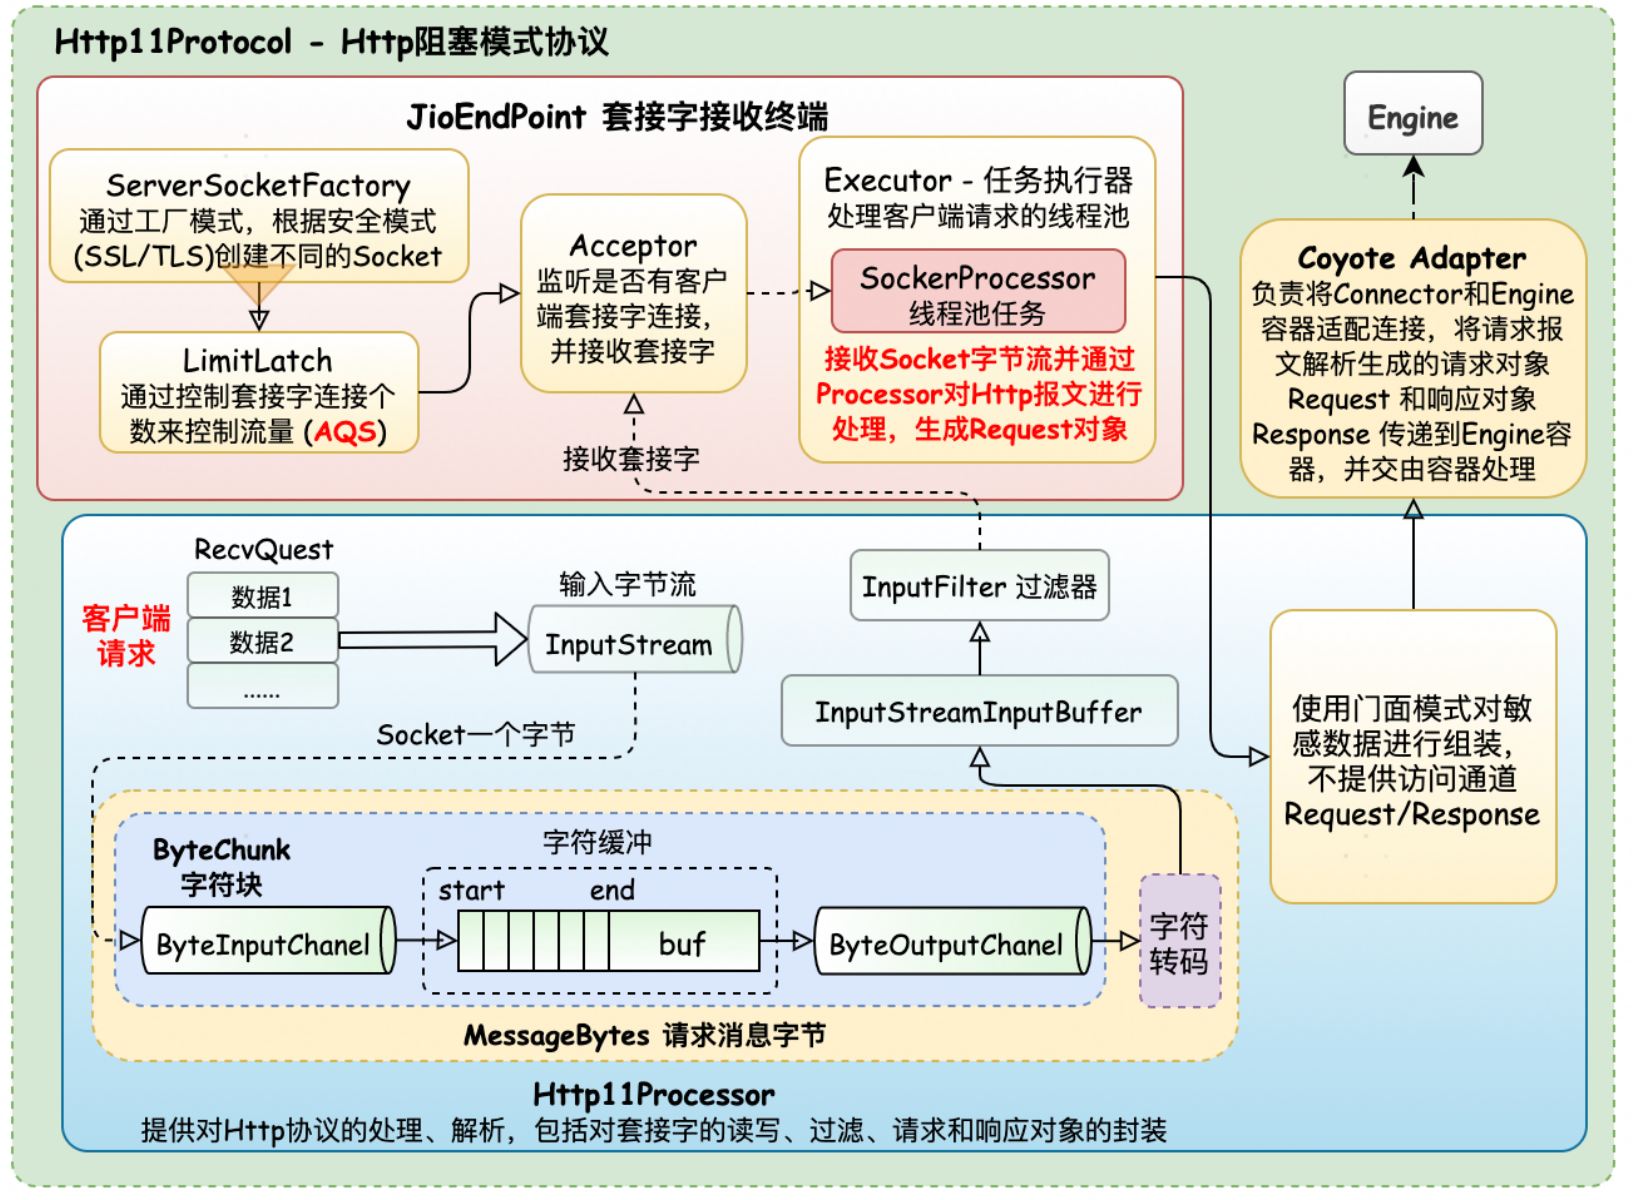 Http11Protocol - Http阻塞模式协议
JioEndPoint 套接字接收终端
ServerSocketFactory
通过工厂模式，根据安全模式
(SSL/TLS)创建不同的Socket
LimitLatch
通过控制套接字连接个
数来控制流量 (AQS)
Acceptor
监听是否有客户
端套接字连接，
并接收套接字
Executor - 任务执行器
处理客户端请求的线程池
SockerProcessor
线程池任务
接收Socket字节流并通过
Processor对Http报文进行
处理，生成Request对象
接收套接字
Engine
Coyote Adapter
负责将Connector和Engine
容器适配连接，将请求报
文解析生成的请求对象
Request 和响应对象
Response 传递到Engine容
器，并交由容器处理
RecvQuest
客户端
请求
数据1
数据2
......
输入字节流
InputStream
Socket一个字节
InputFilter 过滤器
InputStreamInputBuffer
使用门面模式对敏
感数据进行组装，
不提供访问通道
Request/Response
ByteChunk
字符块
字符缓冲
start
end
ByteInputChanel
buf
ByteOutputChanel
字符
转码
MessageBytes 请求消息字节
Http11Processor
提供对Http协议的处理、解析，包括对套接字的读写、过滤、请求和响应对象的封装